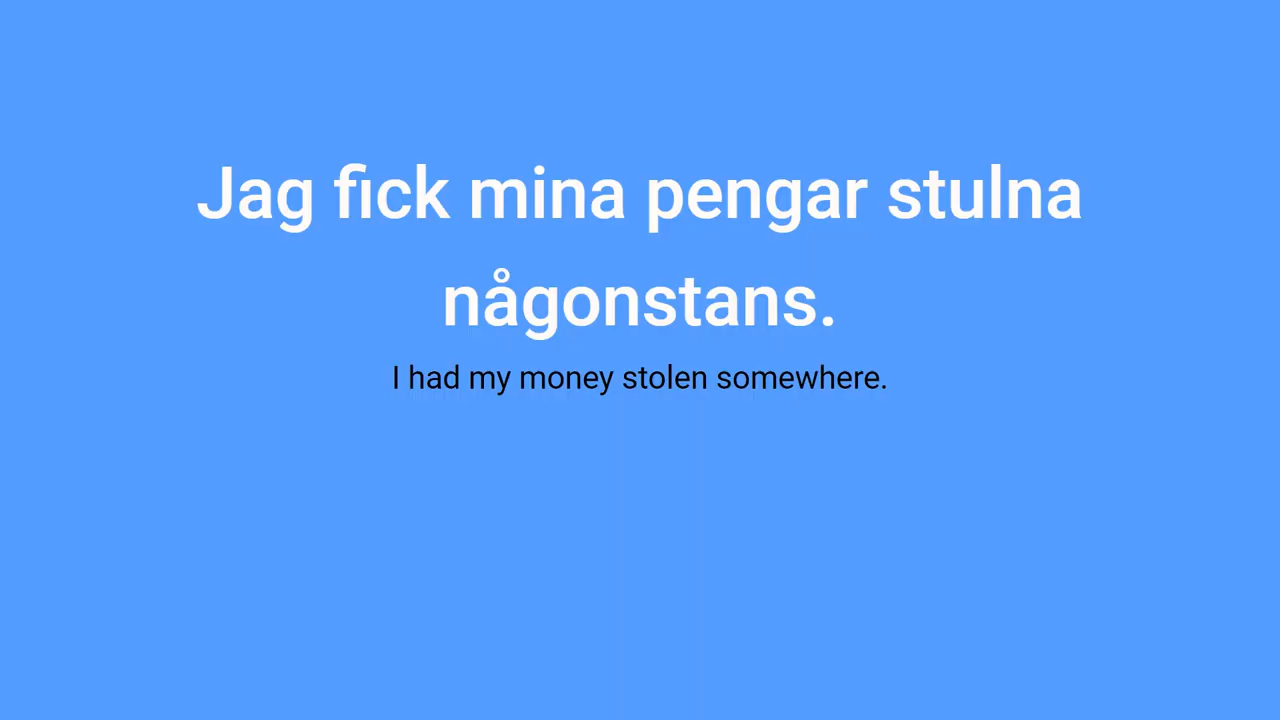 Jag fick mina pengar stulna
någonstans.
I had my money stolen somewhere.